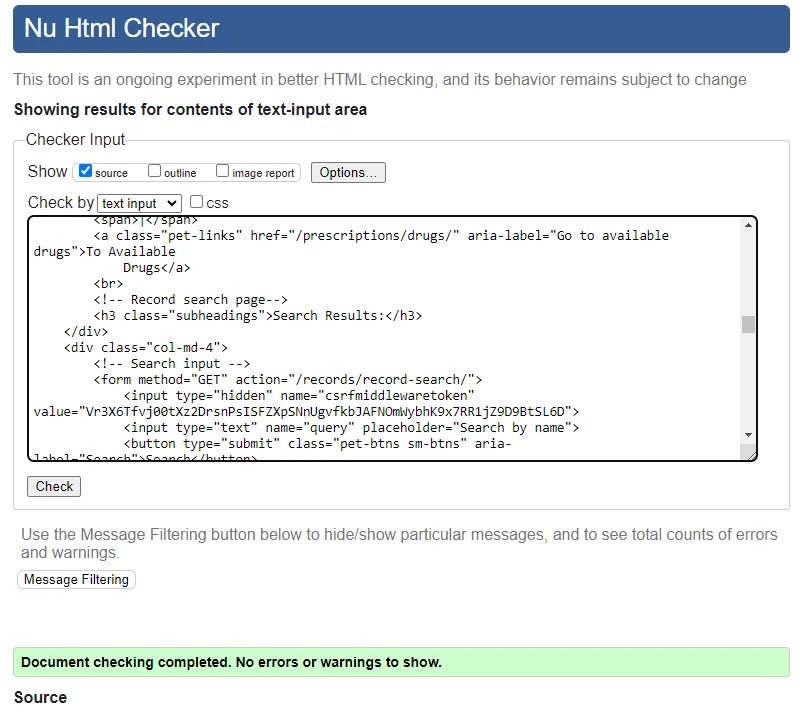 Nu Html Checker
This tool is an ongoing experiment in better HTML checking, and its behavior remains subject to change
Showing results for contents of text-input area
Checker Input
Show source outline image report Options...
Check by text input css
<span>|</span>
<a class="pet-links" href="/prescriptions/drugs/" aria-label="Go to available
drugs">To Available
Drugs</a>
<br>
<!-- Record search page-->
<h3 class="subheadings">Search Results:</h3>
</div>
<div class="col-md-4">
<!-- Search input -->
<form method="GET" action="/records/record-search/">
<input type="hidden" name="csrfmiddlewaretoken"
value="Vr3X6Tfvj00tXz2DrsnPsISFZXpSNnUgvfkbJAFNOmWybhK9x7RR1jZ9D9BtSL6D">
<input type="text" name="query" placeholder="Search by name">
<button type="submit" class="pet-btns sm-btns" aria-
label="Search">Search</button>
Check
Use the Message Filtering button below to hide/show particular messages, and to see total counts of errors
and warnings.
Message Filtering
Document checking completed. No errors or warnings to show.
Source